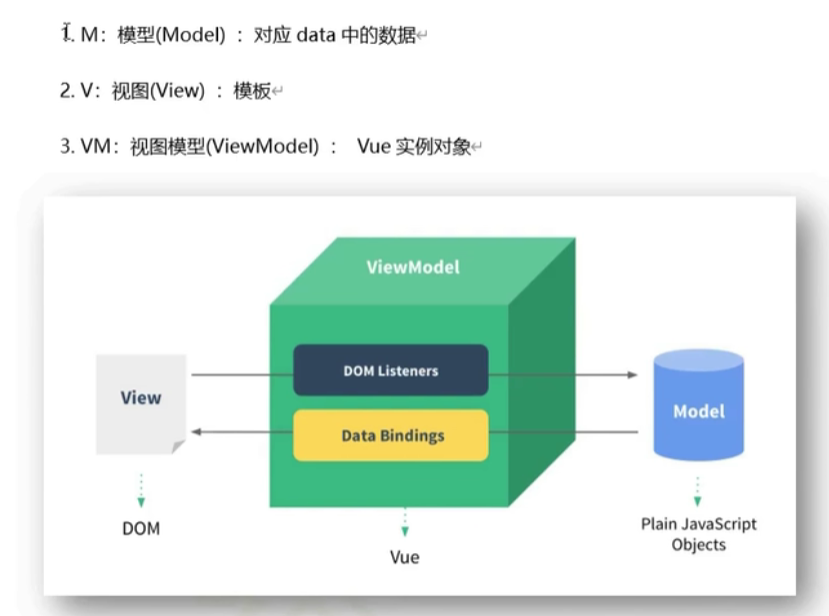 1. M：模型(Model) ：对应 data 中的数据↵
2. V：视图(View) ：模板↵
3. VM：视图模型(ViewModel) ： Vue 实例对象↵
ViewModel
DOM Listeners
View
Data Bindings
Model
DOM
Vue
Plain JavaScript
Objects